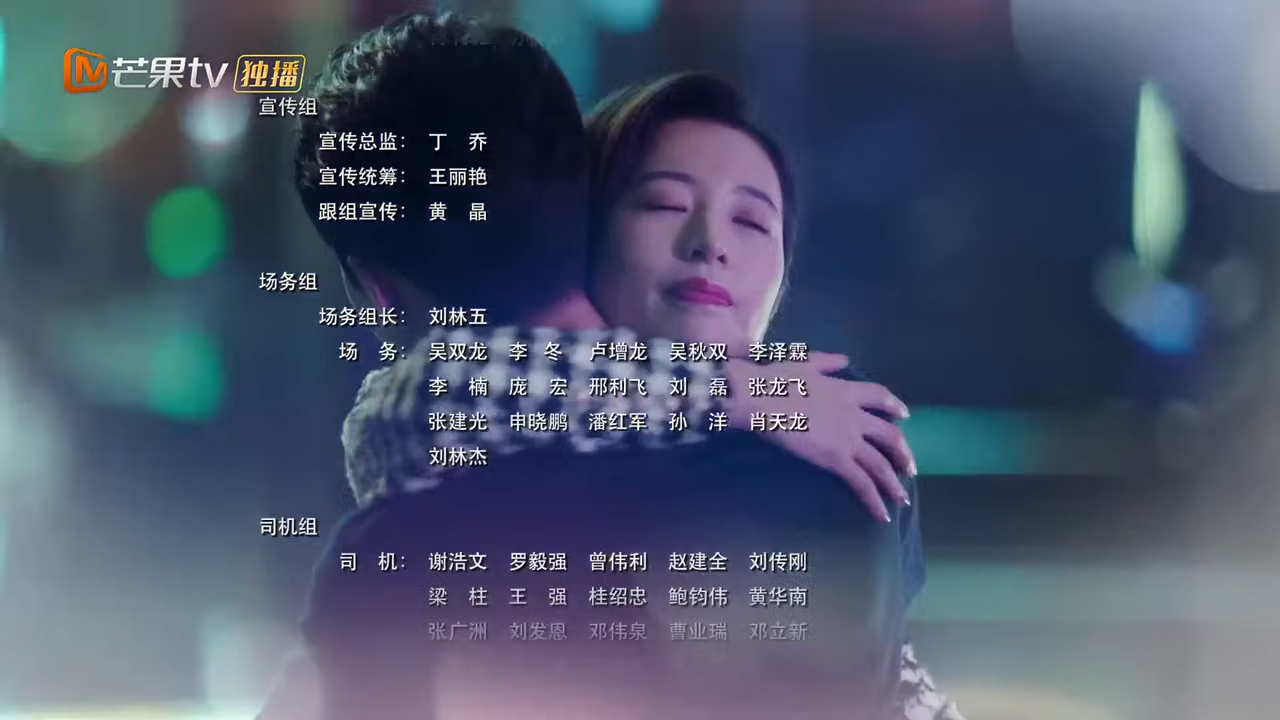 芒果tv 独播
宣传组
宣传总监： 丁　乔
宣传统筹： 王丽艳
跟组宣传： 黄　晶
场务组
场务组长： 刘林五
场　务： 吴双龙　李　冬　卢增龙　吴秋双　李泽霖
李　楠　庞　宏　邢利飞　刘　磊　张龙飞
张建光　申晓鹏　潘红军　孙　洋　肖天龙
刘林杰
司机组
司　机： 谢浩文　罗毅强　曾伟利　赵建全　刘传刚
梁　柱　王　强　桂绍忠　鲍钧伟　黄华南
张广洲　刘发恩　邓伟泉　曹业瑞　邓立新